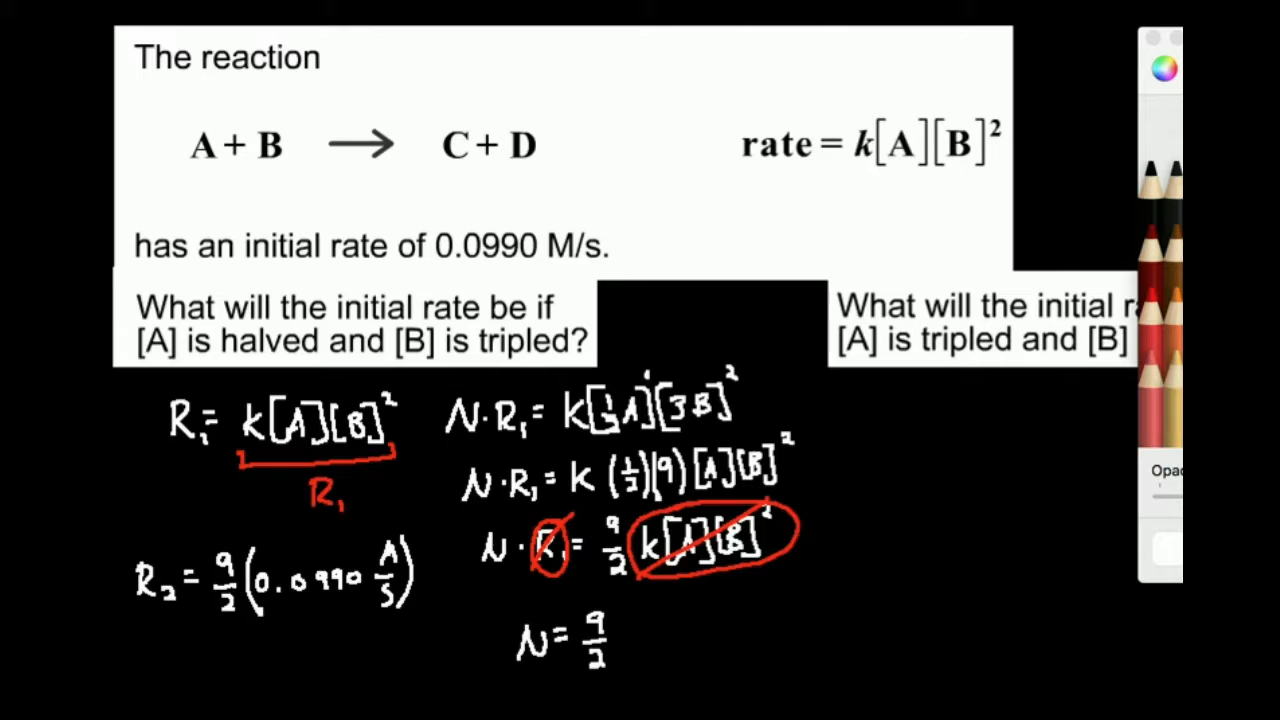 The reaction
A + B → C + D rate = k[A][B]²
has an initial rate of 0.0990 M/s.
What will the initial rate be if
[A] is halved and [B] is tripled?
What will the initial
[A] is tripled and [B]
R₁ = k[A][B]²
R₁
N·R₁ = k[½A]¹[3B]²
N·R₁ = k(½)(9)[A][B]²
N·R₁ = 9/2 k[A][B]²
N = 9/2
R₂ = 9/2 (0.0990 M/S)
Opac